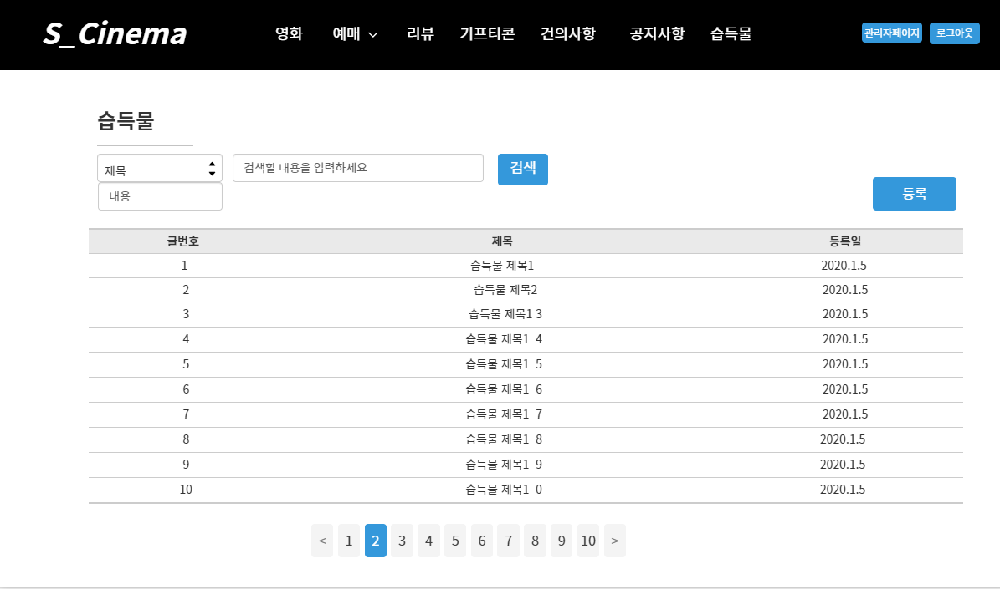 S_Cinema 영화 예매 리뷰 기프티콘 건의사항 공지사항 습득물 관리자페이지 로그아웃
습득물
제목 검색할 내용을 입력하세요 검색
내용
등록
글번호 제목 등록일
1 습득물 제목1 2020.1.5
2 습득물 제목2 2020.1.5
3 습득물 제목1 3 2020.1.5
4 습득물 제목1 4 2020.1.5
5 습득물 제목1 5 2020.1.5
6 습득물 제목1 6 2020.1.5
7 습득물 제목1 7 2020.1.5
8 습득물 제목1 8 2020.1.5
9 습득물 제목1 9 2020.1.5
10 습득물 제목1 0 2020.1.5
< 1 2 3 4 5 6 7 8 9 10 >